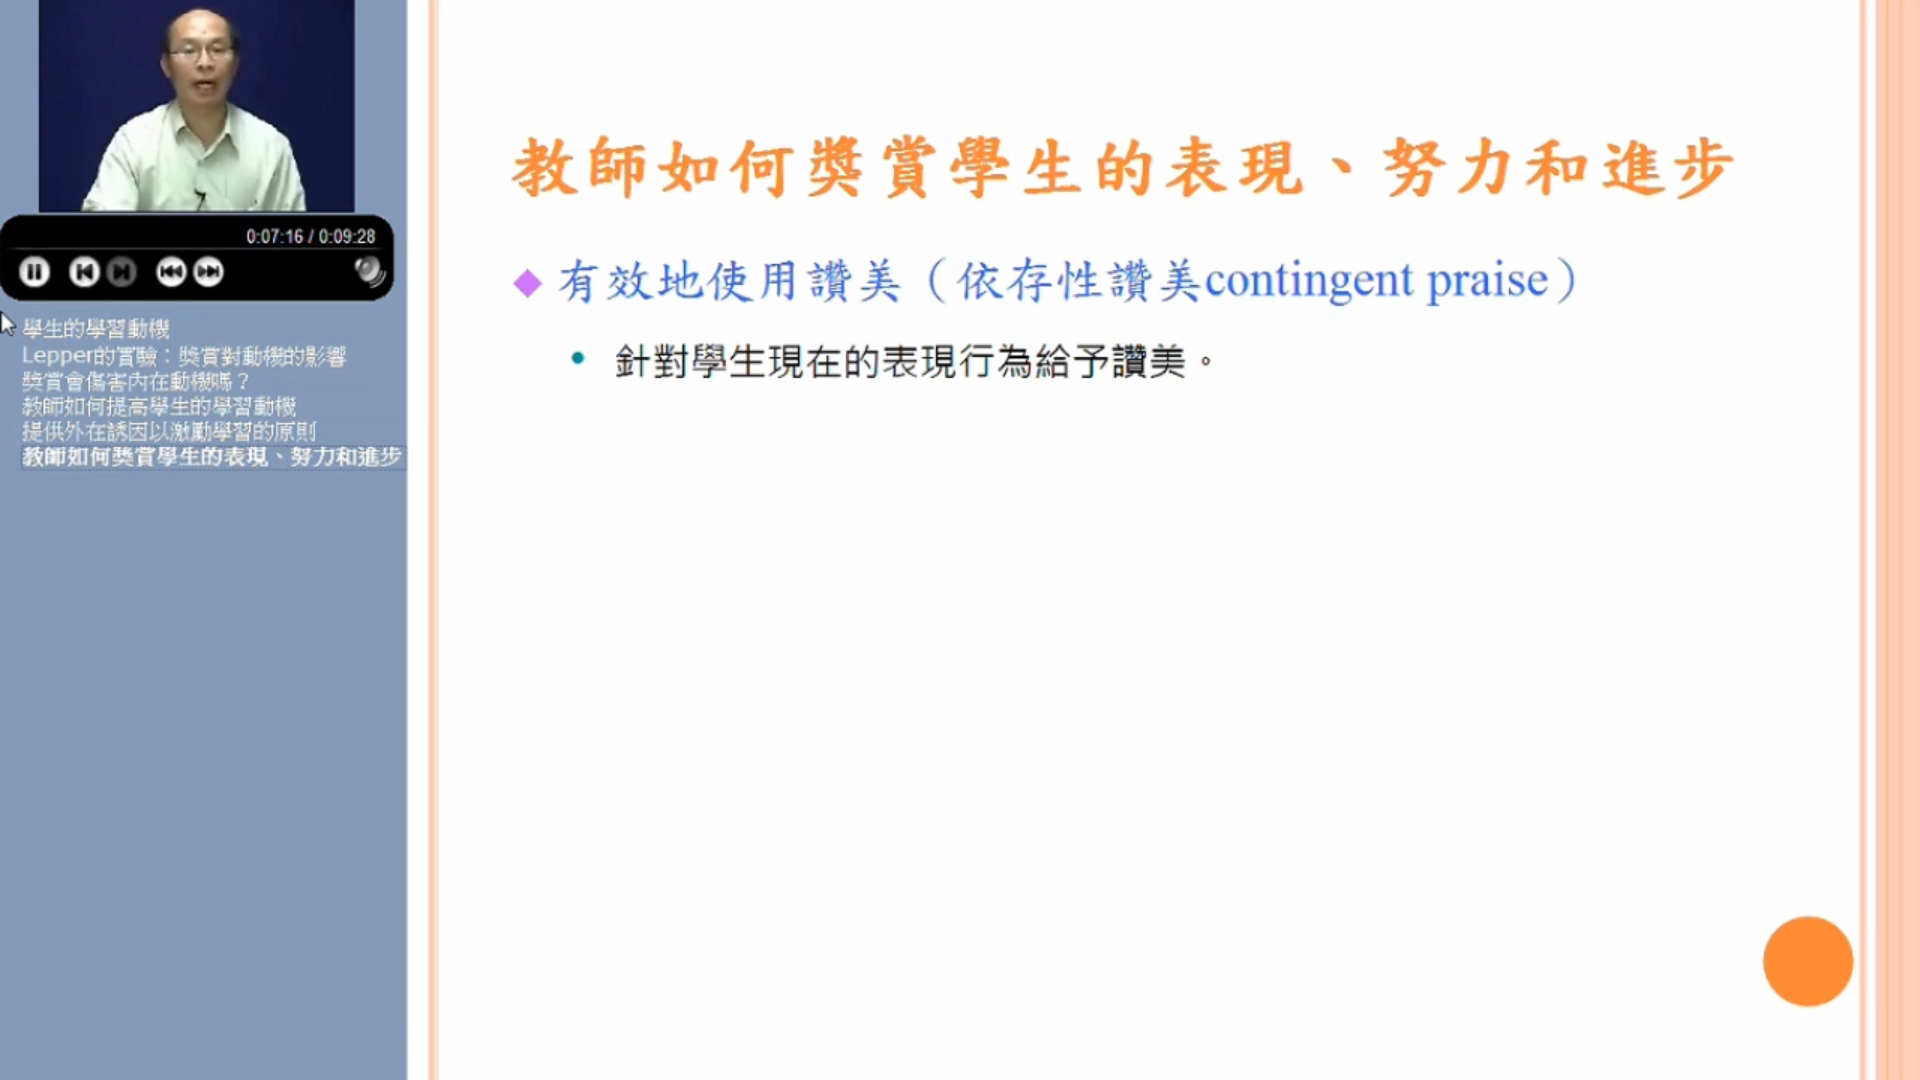 0:07:16 / 0:09:28
學生的學習動機
Lepper的實驗：獎賞對動機的影響
獎賞會傷害內在動機嗎？
教師如何提高學生的學習動機
提供外在誘因以激勵學習的原則
教師如何獎賞學生的表現、努力和進步
教師如何獎賞學生的表現、努力和進步
有效地使用讚美（依存性讚美contingent praise）
針對學生現在的表現行為給予讚美。